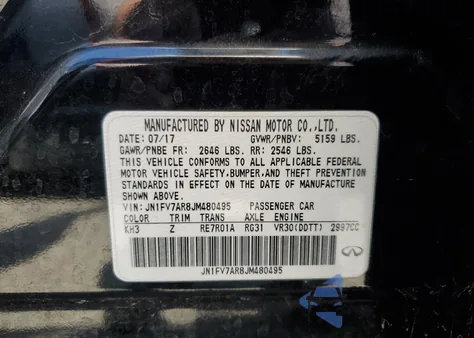 MANUFACTURED BY NISSAN MOTOR CO.,LTD.
DATE: 07/17 GVWR/PNBV: 5159 LBS.
GAWR/PNBE FR: 2646 LBS. RR: 2546 LBS.
THIS VEHICLE CONFORMS TO ALL APPLICABLE FEDERAL
MOTOR VEHICLE SAFETY,BUMPER,AND THEFT PREVENTION
STANDARDS IN EFFECT ON THE DATE OF MANUFACTURE
SHOWN ABOVE.
VIN: JN1FV7AR8JM480495 PASSENGER CAR
COLOR TRIM TRANS AXLE ENGINE
KH3 Z RE7R01A RG31 VR30(DDTT) 2997CC
JN1FV7AR8JM480495